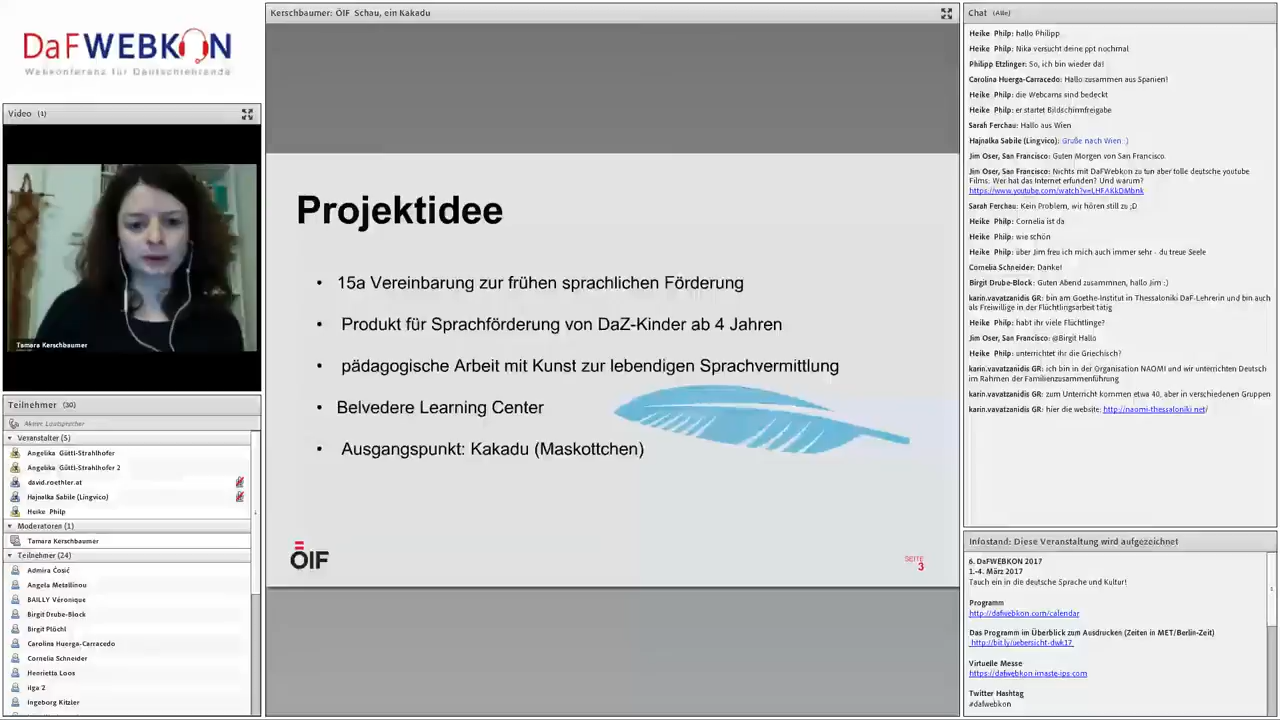 DaFWEBKON
Webkonferenz für Deutschlehrende
Video (1)
Tamara Kerschbaumer
Teilnehmer (30)
Aktive Lautsprecher
Veranstalter (5)
Angelika Gütti-Strahlhofer
Angelika Gütti-Strahlhofer 2
david.roethler.at
Hajnalka Sabile (Lingvico)
Heike Philp
Moderatoren (1)
Tamara Kerschbaumer
Teilnehmer (24)
Admira Ćosić
Angela Metallinou
BAILLY Véronique
Birgit Drube-Block
Birgit Plöchl
Carolina Huerga-Carracedo
Cornelia Schneider
Henrietta Loos
ilga 2
Ingeborg Kitzler
Kerschbaumer: ÖIF Schau, ein Kakadu
Projektidee
• 15a Vereinbarung zur frühen sprachlichen Förderung
• Produkt für Sprachförderung von DaZ-Kinder ab 4 Jahren
• pädagogische Arbeit mit Kunst zur lebendigen Sprachvermittlung
• Belvedere Learning Center
• Ausgangspunkt: Kakadu (Maskottchen)
ÖIF
SEITE
3
Chat (Alle)
Heike Philp: hallo Philipp
Heike Philp: Nika versucht deine ppt nochmal
Philipp Etzlinger: So, ich bin wieder da!
Carolina Huerga-Carracedo: Hallo zusammen aus Spanien!
Heike Philp: die Webcams sind bedeckt
Heike Philp: er startet Bildschirmfreigabe
Sarah Ferchau: Hallo aus Wien
Hajnalka Sabile (Lingvico): Gruße nach Wien :)
Jim Oser, San Francisco: Guten Morgen von San Francisco.
Jim Oser, San Francisco: Nichts mit DaFWebkon zu tun aber tolle deutsche youtube
Films: Wer hat das Internet erfunden? Und warum?
https://www.youtube.com/watch?v=LHFAKkDMbnk
Sarah Ferchau: Kein Problem, wir hören still zu ;D
Heike Philp: Cornelia ist da
Heike Philp: wie schön
Heike Philp: über Jim freu ich mich auch immer sehr - du treue Seele
Cornelia Schneider: Danke!
Birgit Drube-Block: Guten Abend zusammnen, hallo Jim :)
karin.vavatzanidis GR: bin am Goethe-Institut in Thessaloniki DaF-Lehrerin und bin auch
als Freiwillige in der Flüchtlingsarbeit tätig
Heike Philp: habt ihr viele Flüchtlinge?
Jim Oser, San Francisco: @Birgit Hallo
Heike Philp: unterrichtet ihr die Griechisch?
karin.vavatzanidis GR: ich bin in der Organisation NAOMI und wir unterrichten Deutsch
im Rahmen der Familienzusammenführung
karin.vavatzanidis GR: zum Unterricht kommen etwa 40, aber in verschiedenen Gruppen
karin.vavatzanidis GR: hier die website: http://naomi-thessaloniki.net/
Infostand: Diese Veranstaltung wird aufgezeichnet
6. DaFWEBKON 2017
1.-4. März 2017
Tauch ein in die deutsche Sprache und Kultur!
Programm
http://dafwebkon.com/calendar
Das Programm im Überblick zum Ausdrucken (Zeiten in MET/Berlin-Zeit)
http://bit.ly/uebersicht-dwk17
Virtuelle Messe
https://dafwebkon.imaste-ips.com
Twitter Hashtag
#dafwebkon